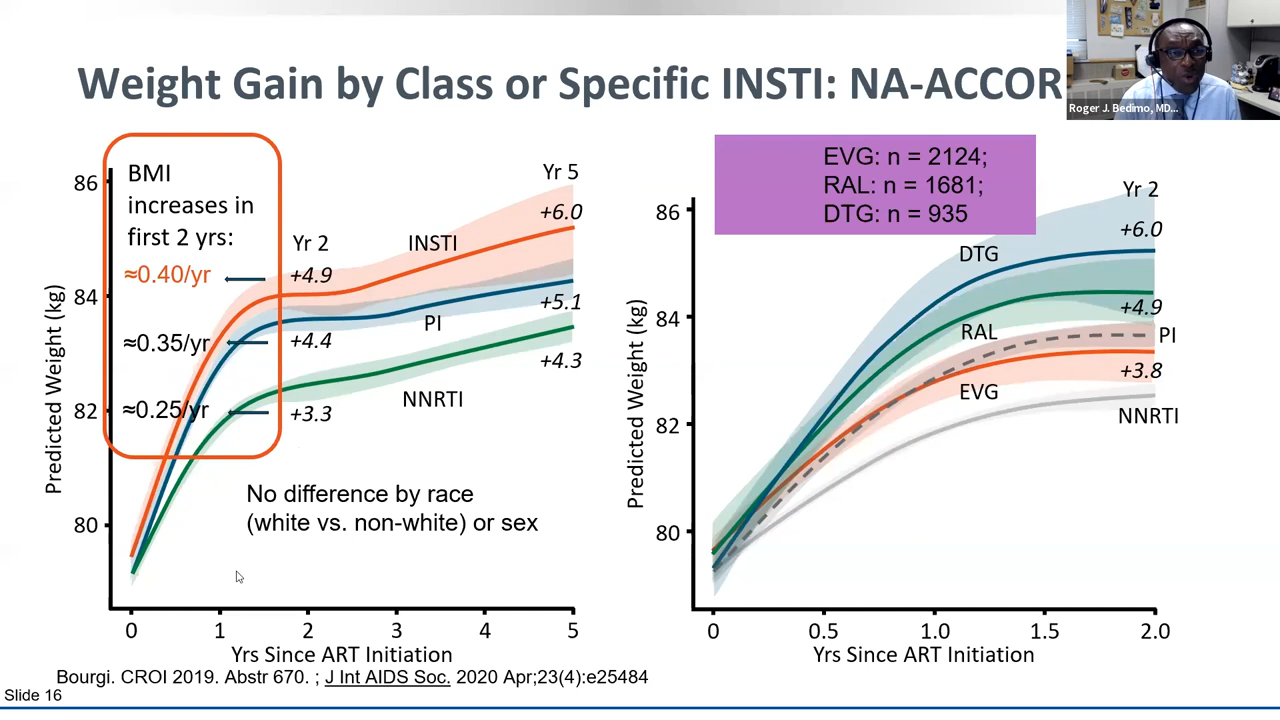 Weight Gain by Class or Specific INSTI: NA-ACCOR
Roger J. Bedimo, MD...
BMI
increases in
first 2 yrs:
≈0.40/yr
≈0.35/yr
≈0.25/yr
86
84
82
80
Predicted Weight (kg)
Yr 2
+4.9
+4.4
+3.3
INSTI
PI
NNRTI
Yr 5
+6.0
+5.1
+4.3
No difference by race
(white vs. non-white) or sex
0 1 2 3 4 5
Yrs Since ART Initiation
EVG: n = 2124;
RAL: n = 1681;
DTG: n = 935
86
84
82
80
Predicted Weight (kg)
DTG
RAL
EVG
Yr 2
+6.0
+4.9
PI
+3.8
NNRTI
0 0.5 1.0 1.5 2.0
Yrs Since ART Initiation
Bourgi. CROI 2019. Abstr 670. ; J Int AIDS Soc. 2020 Apr;23(4):e25484
Slide 16